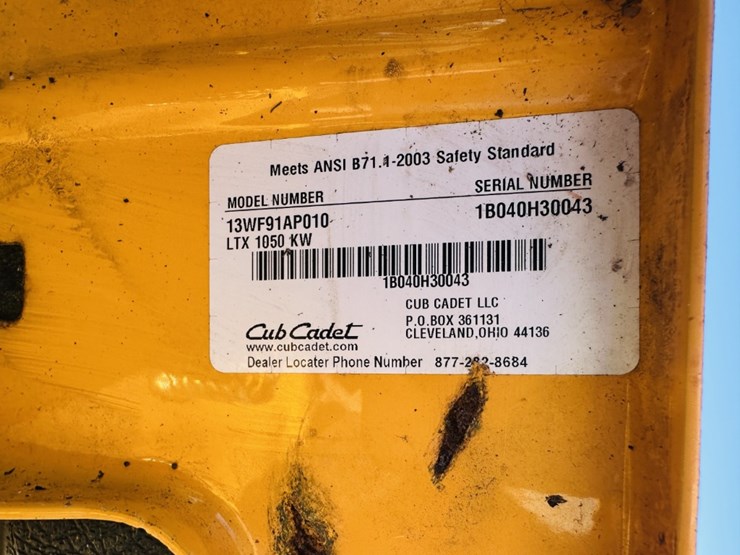 Meets ANSI B71.1-2003 Safety Standard
MODEL NUMBER SERIAL NUMBER
13WF91AP010 1B040H30043
LTX 1050 KW
1B040H30043
CUB CADET LLC
P.O.BOX 361131
CLEVELAND,OHIO 44136
Cub Cadet
www.cubcadet.com
Dealer Locater Phone Number